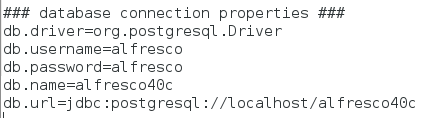 ### database connection properties ###
db.driver=org.postgresql.Driver
db.username=alfresco
db.password=alfresco
db.name=alfresco40c
db.url=jdbc:postgresql://localhost/alfresco40c